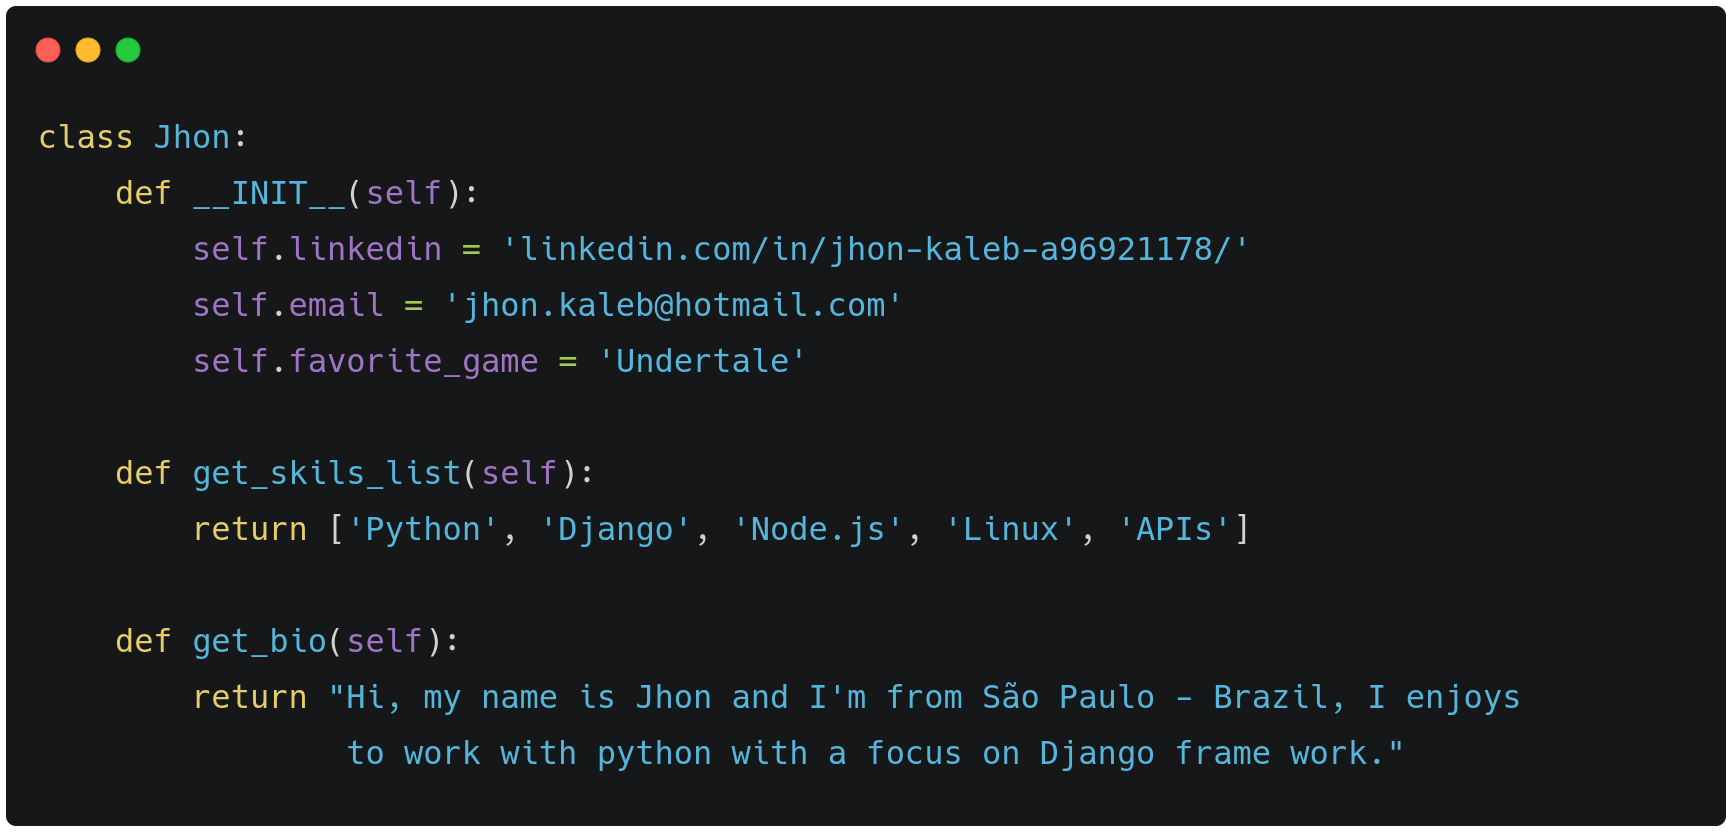 class Jhon:
    def __INIT__(self):
        self.linkedin = 'linkedin.com/in/jhon-kaleb-a96921178/'
        self.email = 'jhon.kaleb@hotmail.com'
        self.favorite_game = 'Undertale'

    def get_skils_list(self):
        return ['Python', 'Django', 'Node.js', 'Linux', 'APIs']

    def get_bio(self):
        return "Hi, my name is Jhon and I'm from São Paulo - Brazil, I enjoys
                to work with python with a focus on Django frame work."